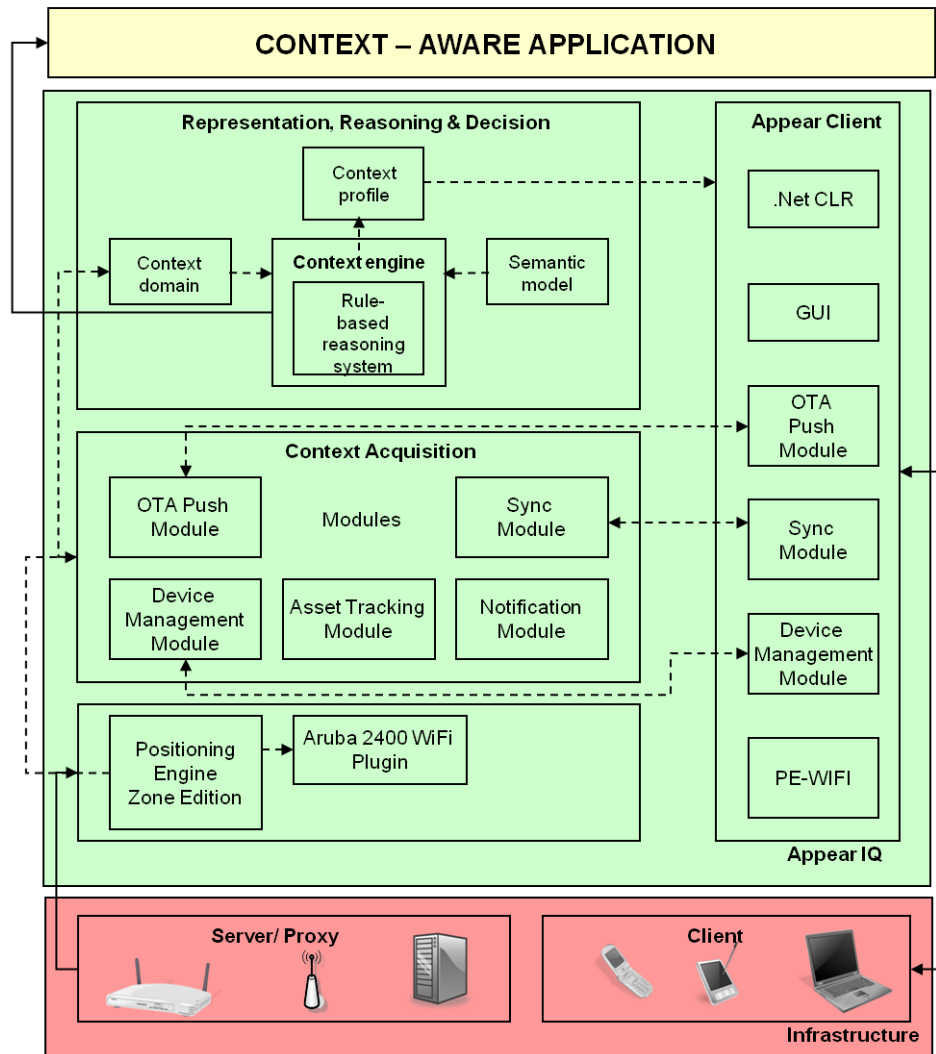 CONTEXT – AWARE APPLICATION
Representation, Reasoning & Decision
Context
profile
Context
domain
Context engine
Rule-
based
reasoning
system
Semantic
model
Context Acquisition
OTA Push
Module
Modules
Sync
Module
Device
Management
Module
Asset Tracking
Module
Notification
Module
Positioning
Engine
Zone Edition
Aruba 2400 WiFi
Plugin
Appear Client
.Net CLR
GUI
OTA
Push
Module
Sync
Module
Device
Management
Module
PE-WIFI
Appear IQ
Server/ Proxy
Client
Infrastructure